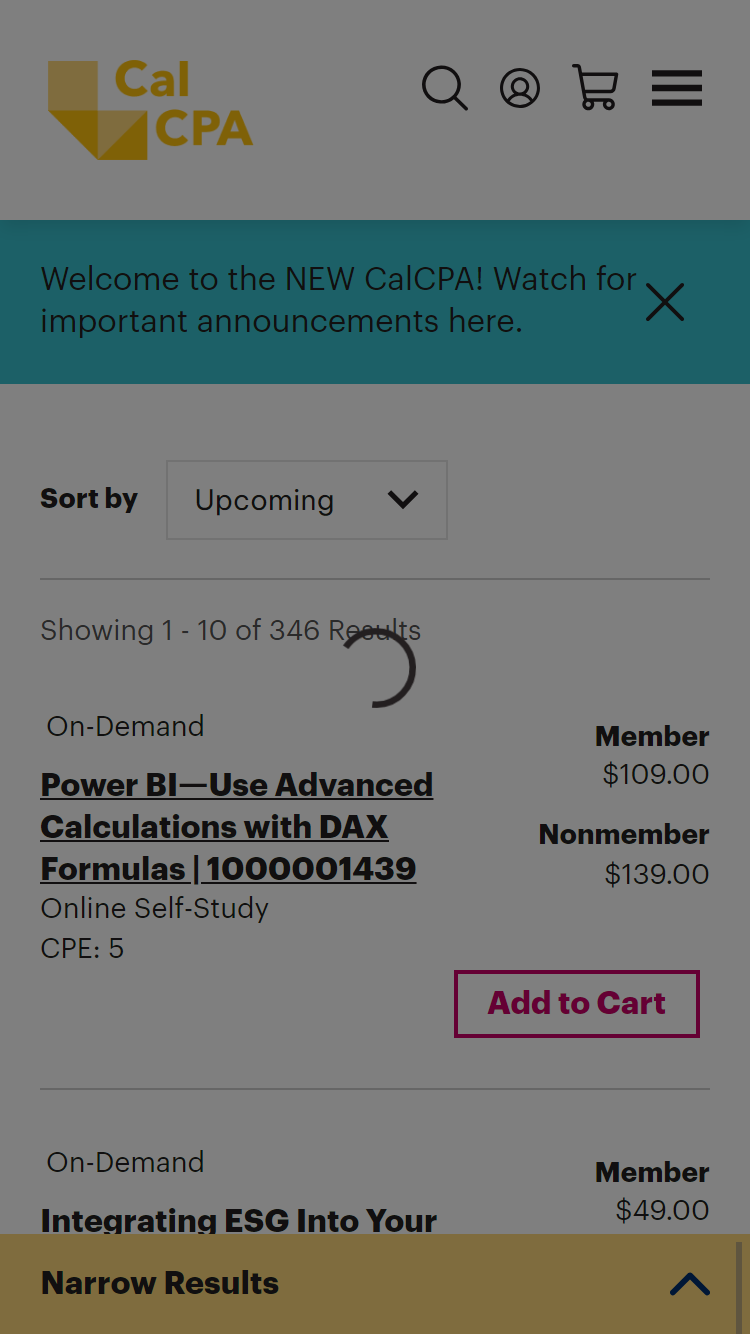 Cal
CPA
Welcome to the NEW CalCPA! Watch for
important announcements here.
Sort by
Upcoming
Showing 1 - 10 of 346 Results
On-Demand
Power BI—Use Advanced
Calculations with DAX
Formulas | 1000001439
Online Self-Study
CPE: 5
Member
$109.00
Nonmember
$139.00
Add to Cart
On-Demand
Integrating ESG Into Your
Member
$49.00
Narrow Results